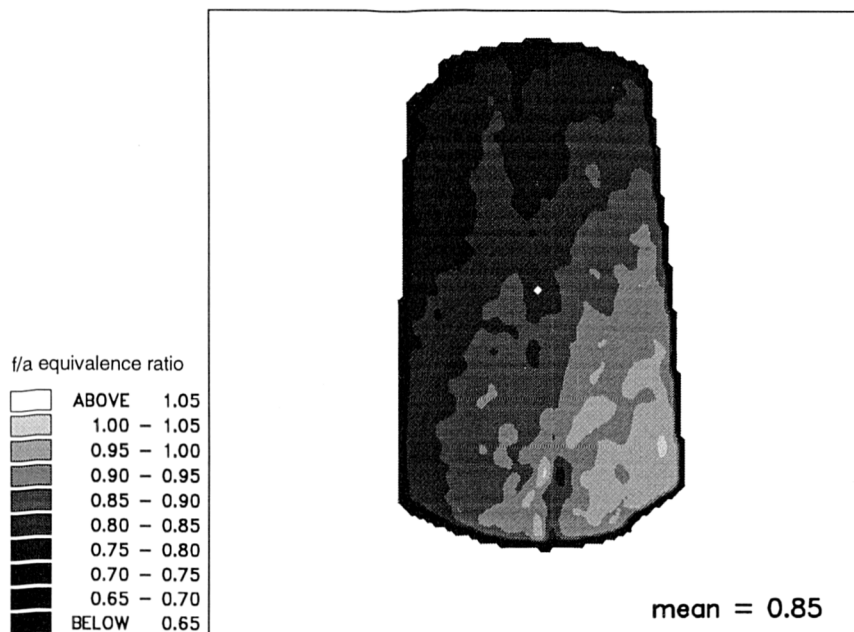 f/a equivalence ratio
ABOVE 1.05
1.00 – 1.05
0.95 – 1.00
0.90 – 0.95
0.85 – 0.90
0.80 – 0.85
0.75 – 0.80
0.70 – 0.75
0.65 – 0.70
BELOW 0.65
mean = 0.85